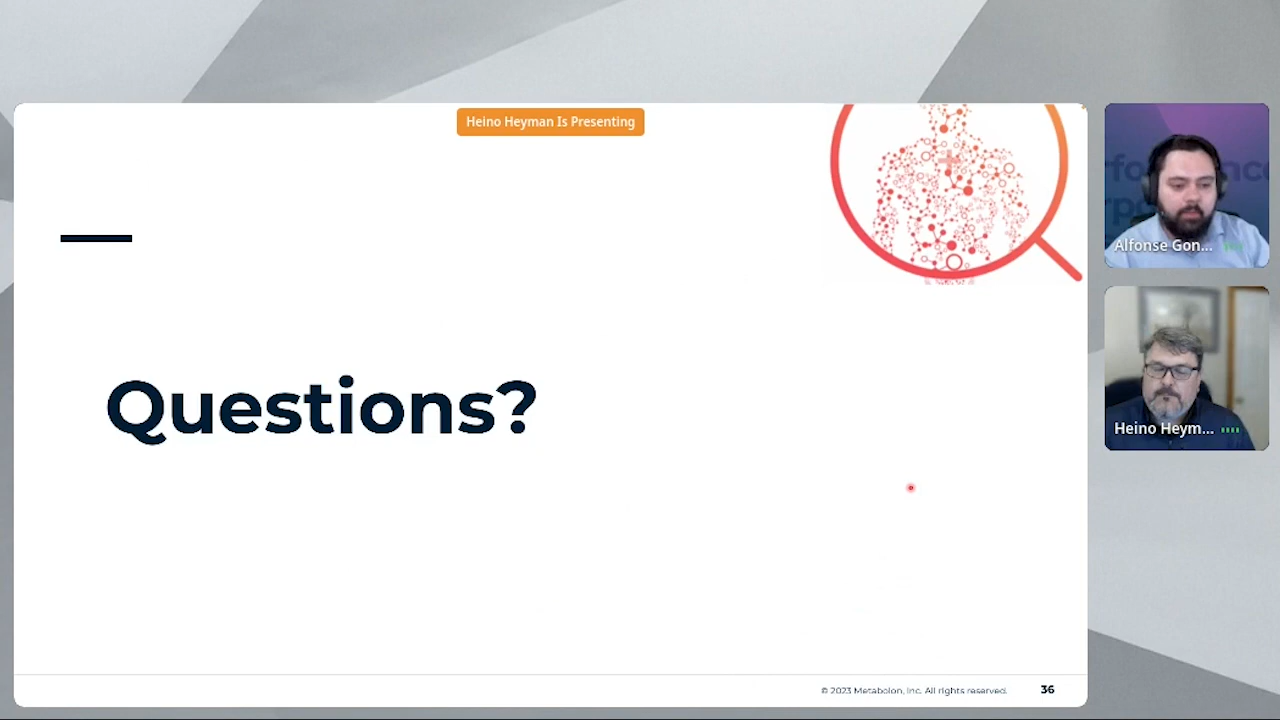 Heino Heyman Is Presenting
Questions?
© 2023 Metabolon, Inc. All rights reserved.
36
Alfonse Gon...
Heino Heym...